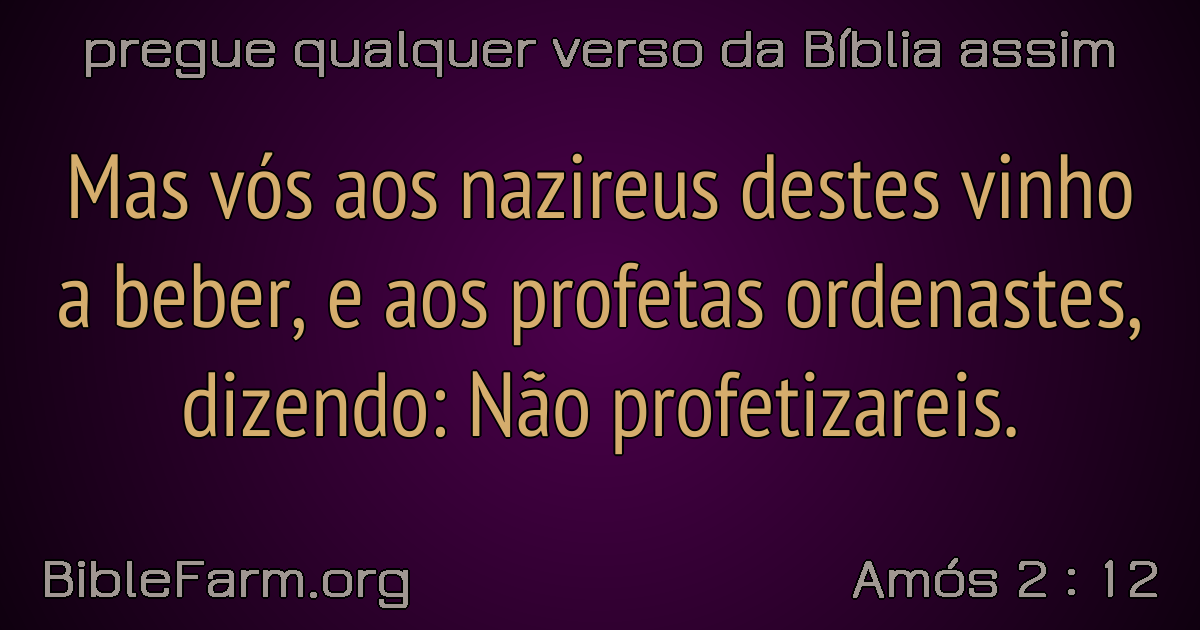 pregue qualquer verso da Bíblia assim
Mas vós aos nazireus destes vinho
a beber, e aos profetas ordenastes,
dizendo: Não profetizareis.
BibleFarm.org
Amós 2 : 12